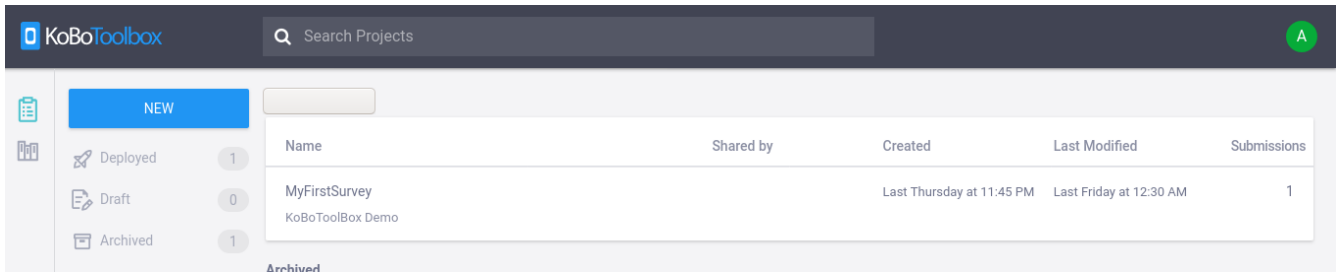 KoBoToolbox
Search Projects
A
NEW
Deployed 1
Draft 0
Archived 1
Name Shared by Created Last Modified Submissions
MyFirstSurvey Last Thursday at 11:45 PM Last Friday at 12:30 AM 1
KoBoToolBox Demo
Archived